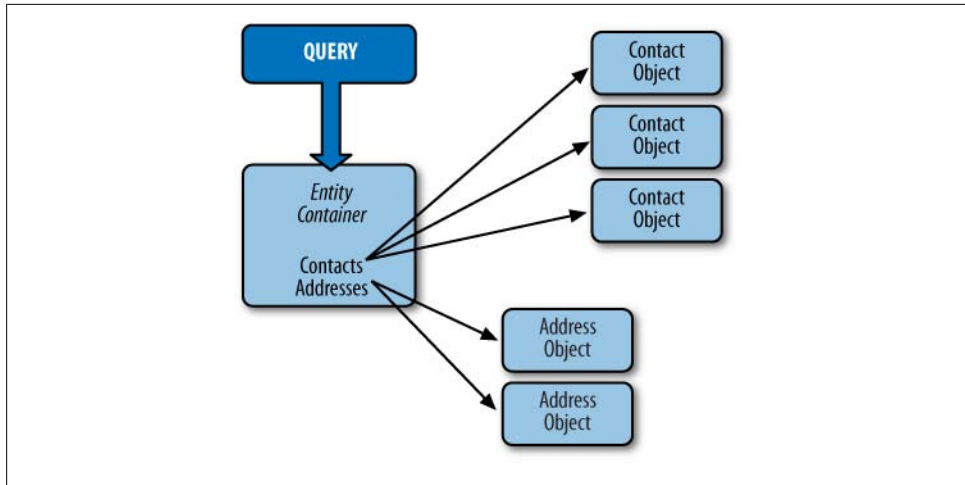 QUERY
Entity
Container
Contacts
Addresses
Contact
Object
Contact
Object
Contact
Object
Address
Object
Address
Object